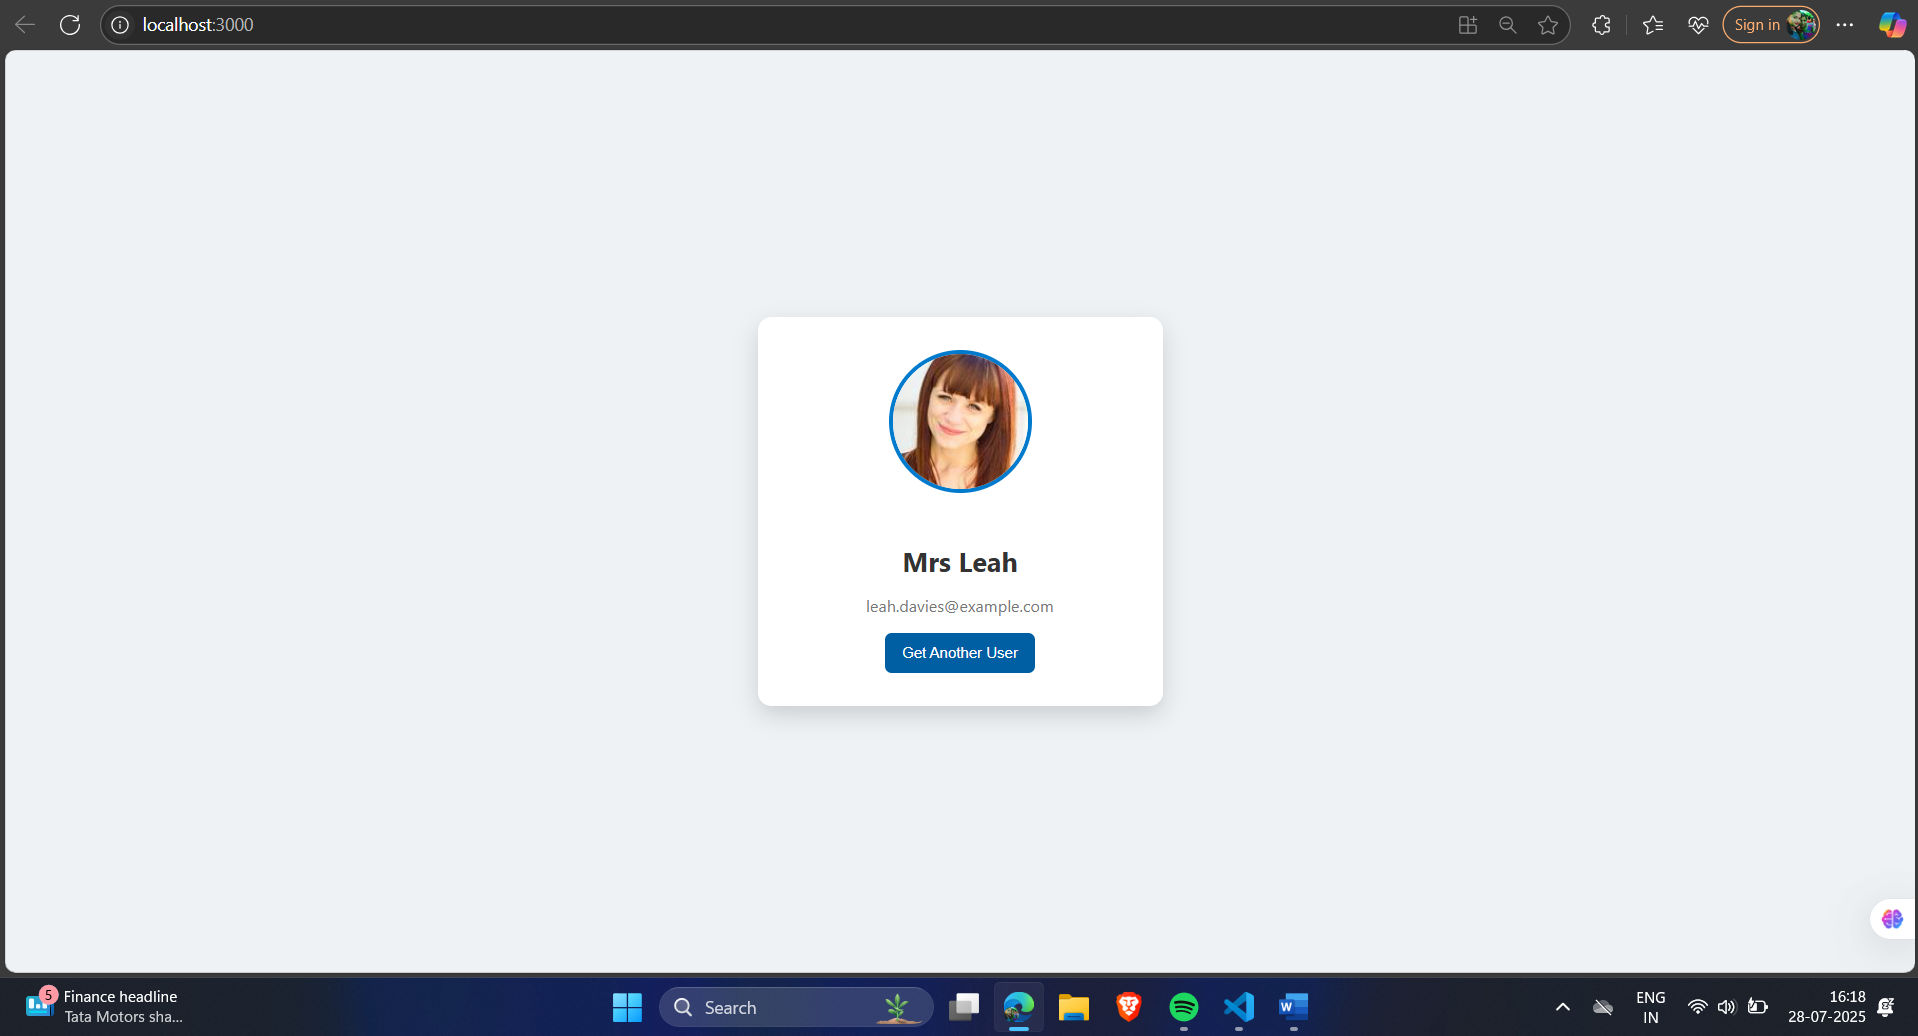 localhost:3000
Sign in
Mrs Leah
leah.davies@example.com
Get Another User
5
Finance headline
Tata Motors sha...
Search
W
ENG
IN
16:18
28-07-2025